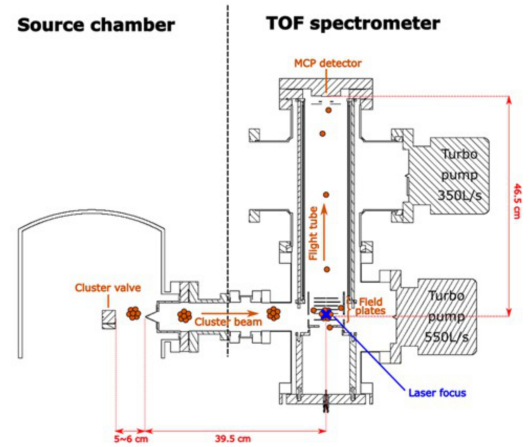 Source chamber
TOF spectrometer
MCP detector
Turbo
pump
350L/s
46.5 cm
Flight tube
Cluster valve
Cluster beam
Field
plates
Turbo
pump
550L/s
Laser focus
5~6 cm
39.5 cm